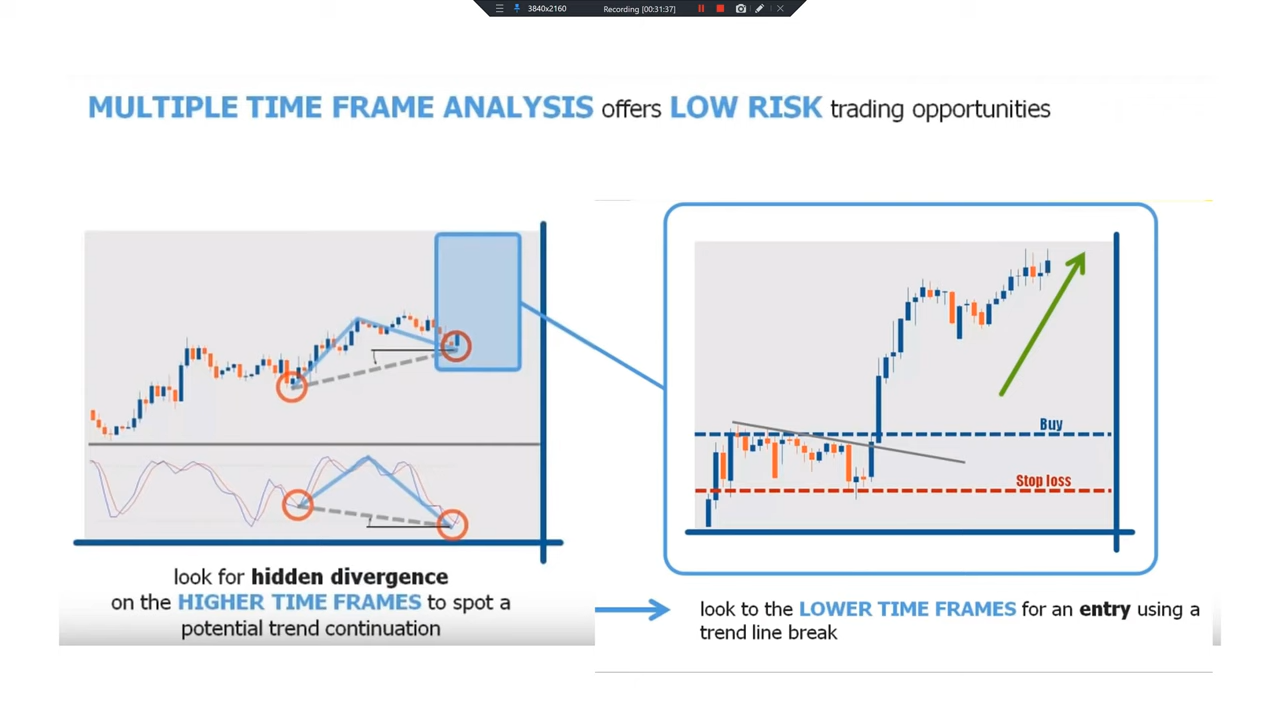 3840x2160 Recording [00:31:37]
MULTIPLE TIME FRAME ANALYSIS offers LOW RISK trading opportunities
look for hidden divergence
on the HIGHER TIME FRAMES to spot a
potential trend continuation
Buy
Stop loss
look to the LOWER TIME FRAMES for an entry using a
trend line break